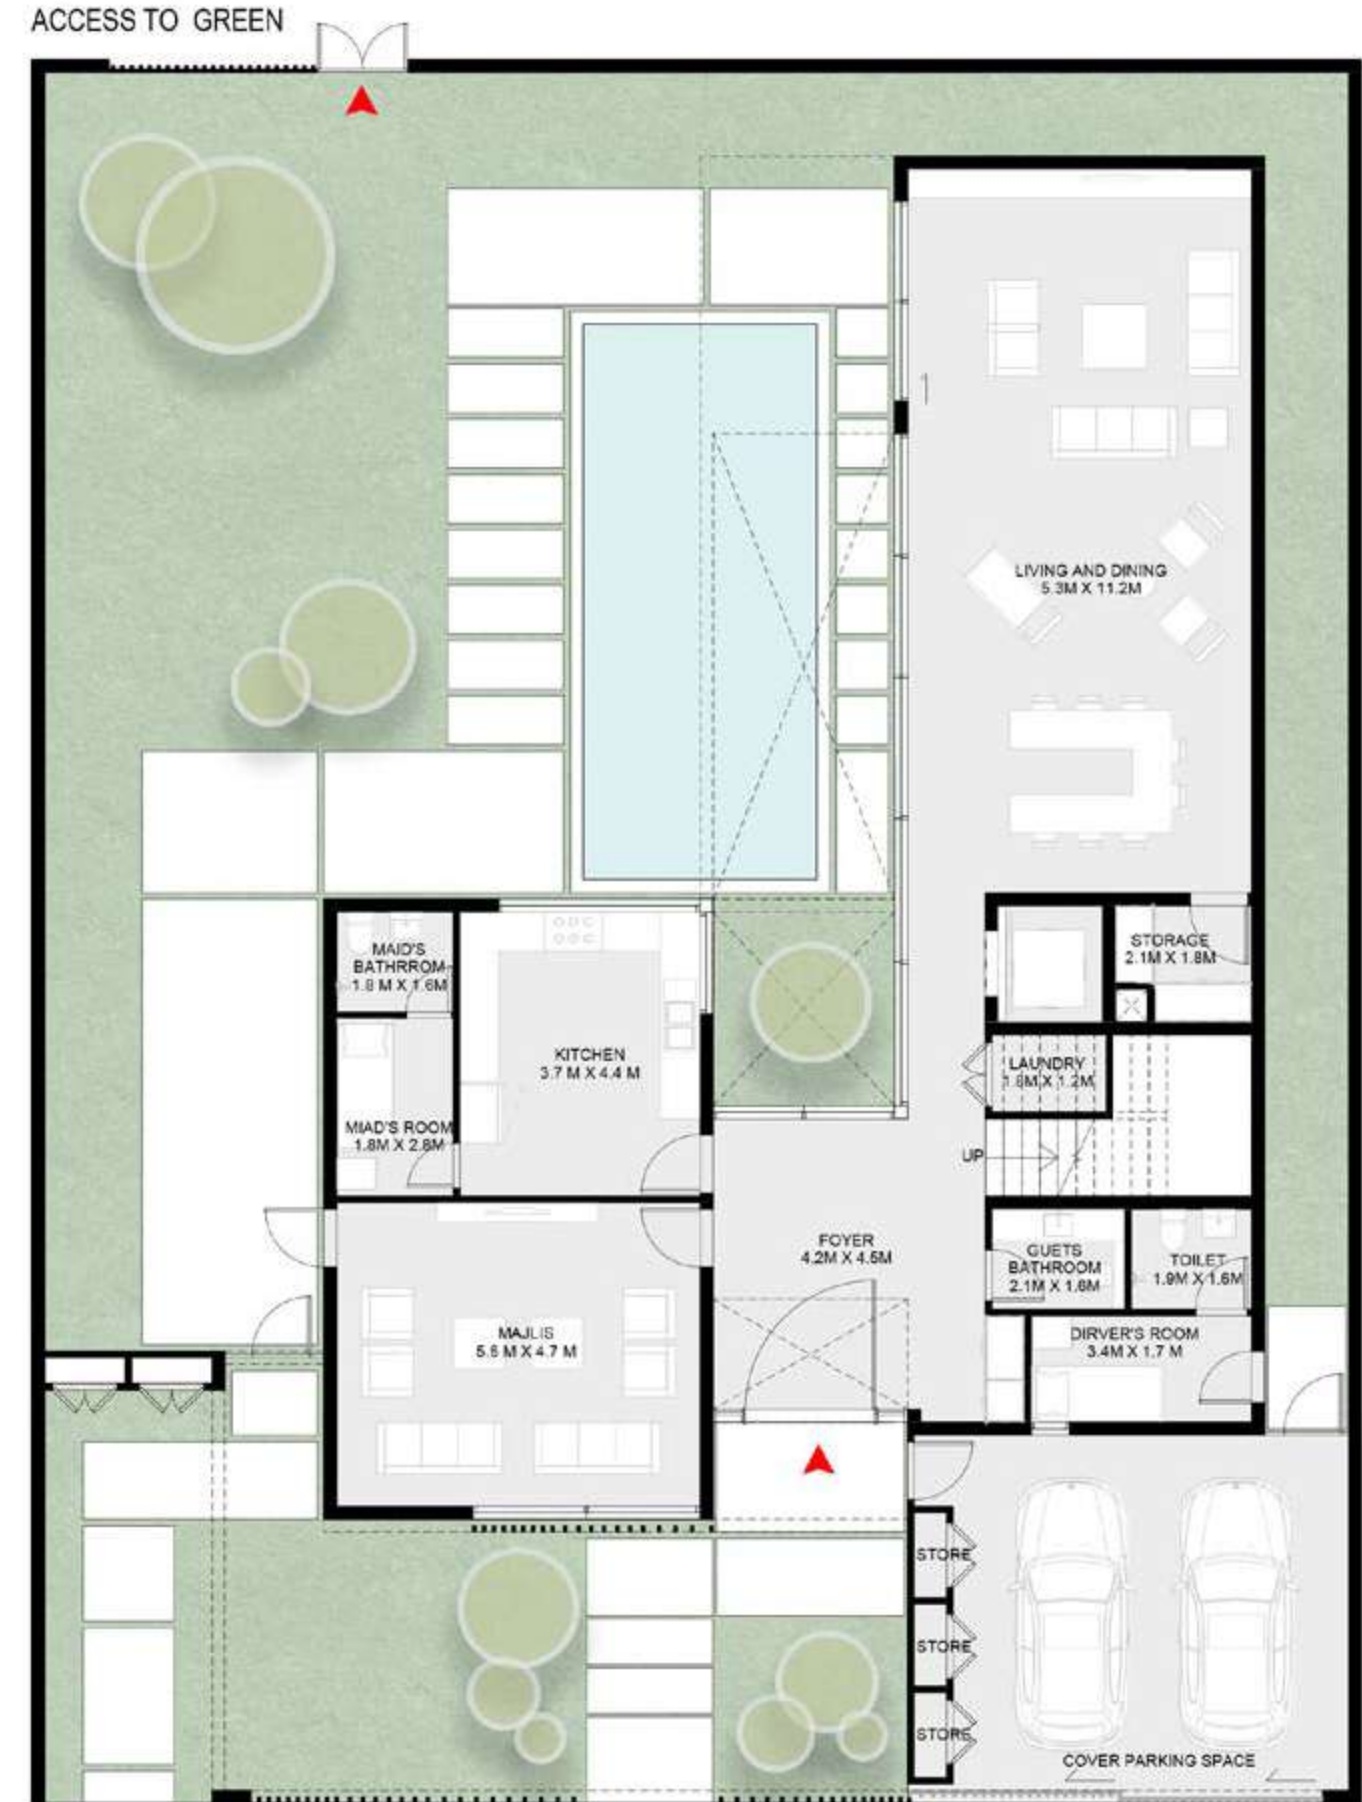 ACCESS TO GREEN
LIVING AND DINING
5.3M X 11.2M
MAID'S
BATHRROM
1.8 M X 1.6M
STORAGE
2.1M X 1.8M
KITCHEN
3.7 M X 4.4 M
LAUNDRY
1.8M X 1.2M
MIAD'S ROOM
1.8M X 2.8M
UP
FOYER
4.2M X 4.5M
GUETS
BATHROOM
2.1M X 1.6M
TOILET
1.9M X 1.6M
MAJLIS
5.6 M X 4.7 M
DIRVER'S ROOM
3.4M X 1.7 M
STORE
STORE
STORE
COVER PARKING SPACE